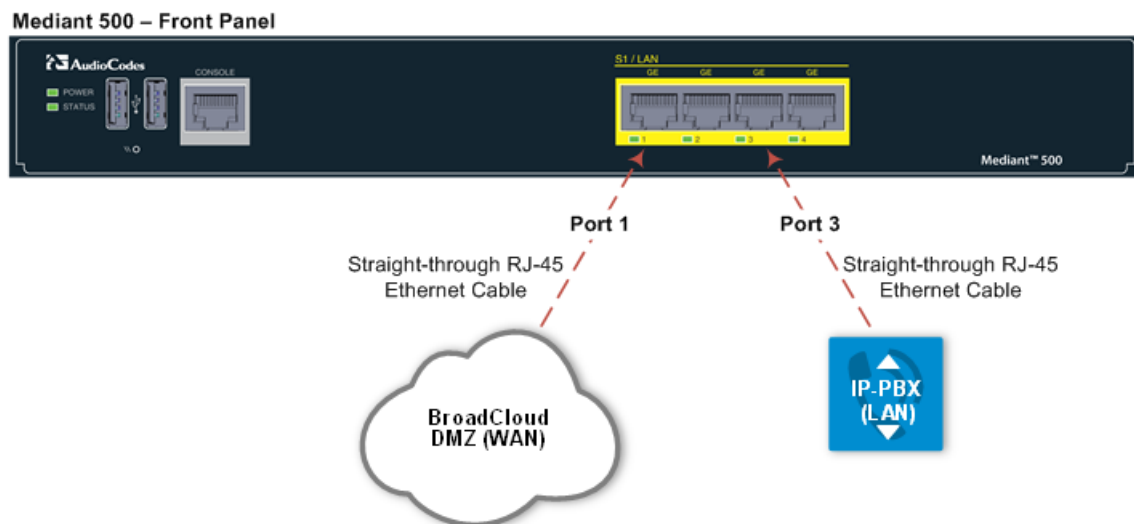 Mediant 500 – Front Panel
AudioCodes
CONSOLE
POWER
STATUS
S1 / LAN
GE GE GE GE
1 2 3 4
Mediant™ 500
Port 1
Port 3
Straight-through RJ-45
Ethernet Cable
Straight-through RJ-45
Ethernet Cable
BroadCloud
DMZ (WAN)
IP-PBX
(LAN)